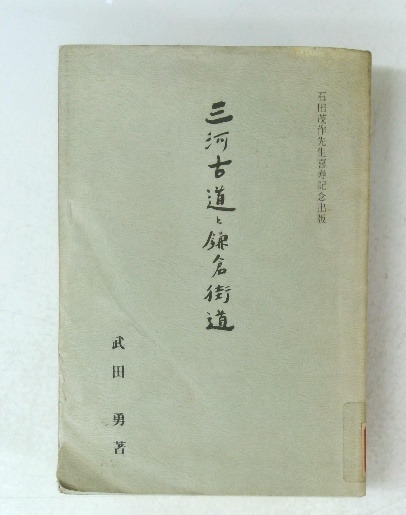 石田茂作先生喜寿記念出版
三河古道と鎌倉街道
武田 勇著